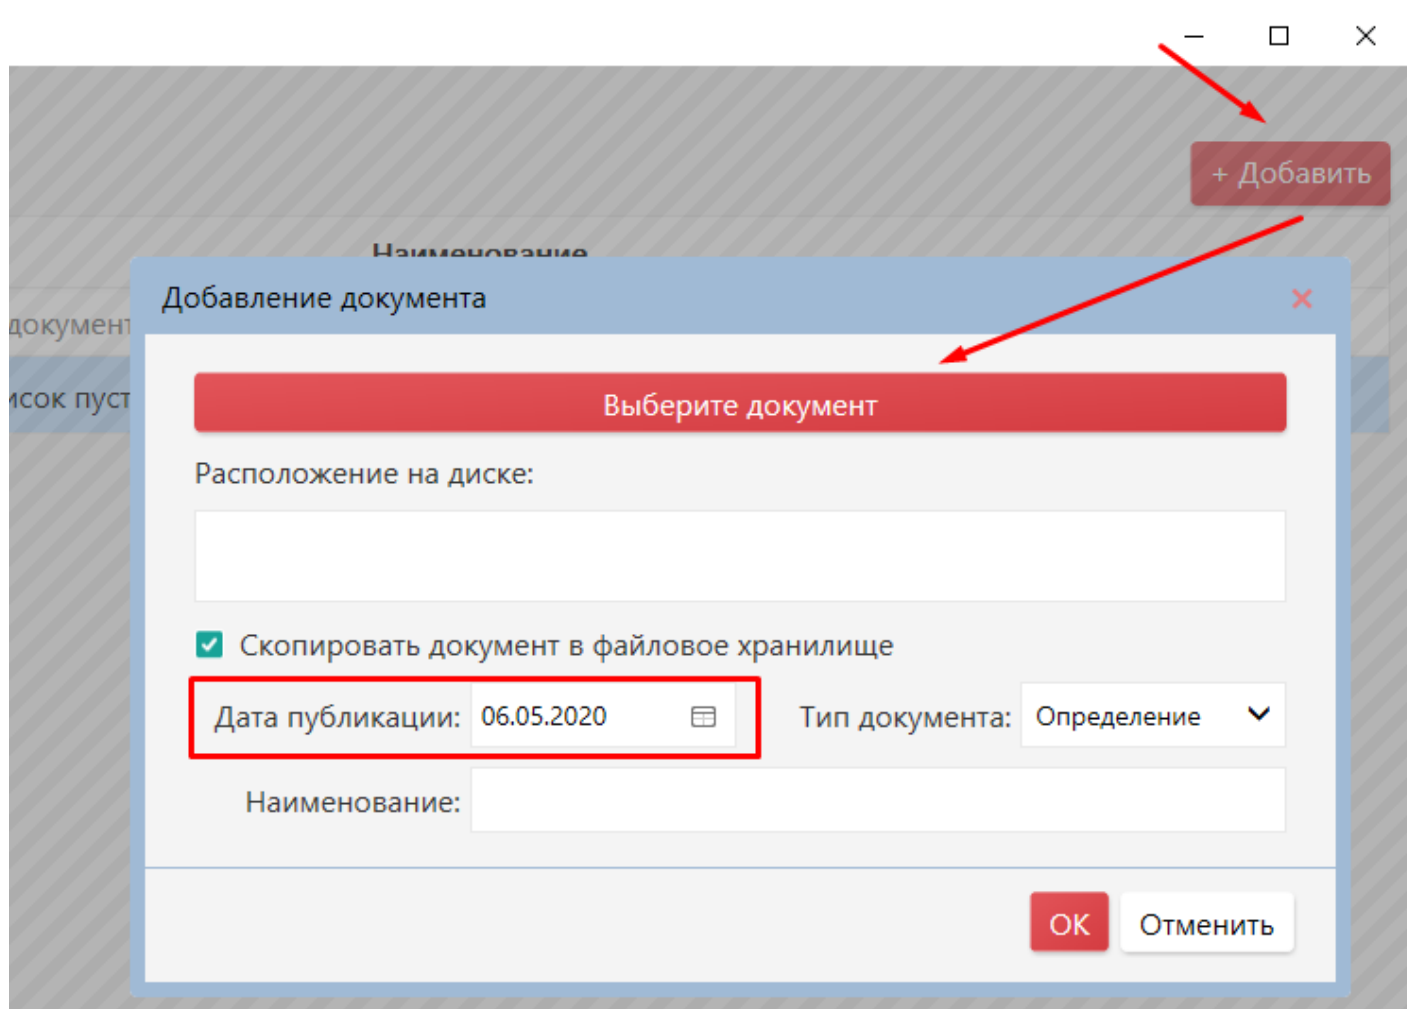 + Добавить
Наименование
документ
Добавление документа
исок пуст
Выберите документ
Расположение на диске:
Скопировать документ в файловое хранилище
Дата публикации: 06.05.2020 Тип документа: Определение
Наименование:
ОК Отменить